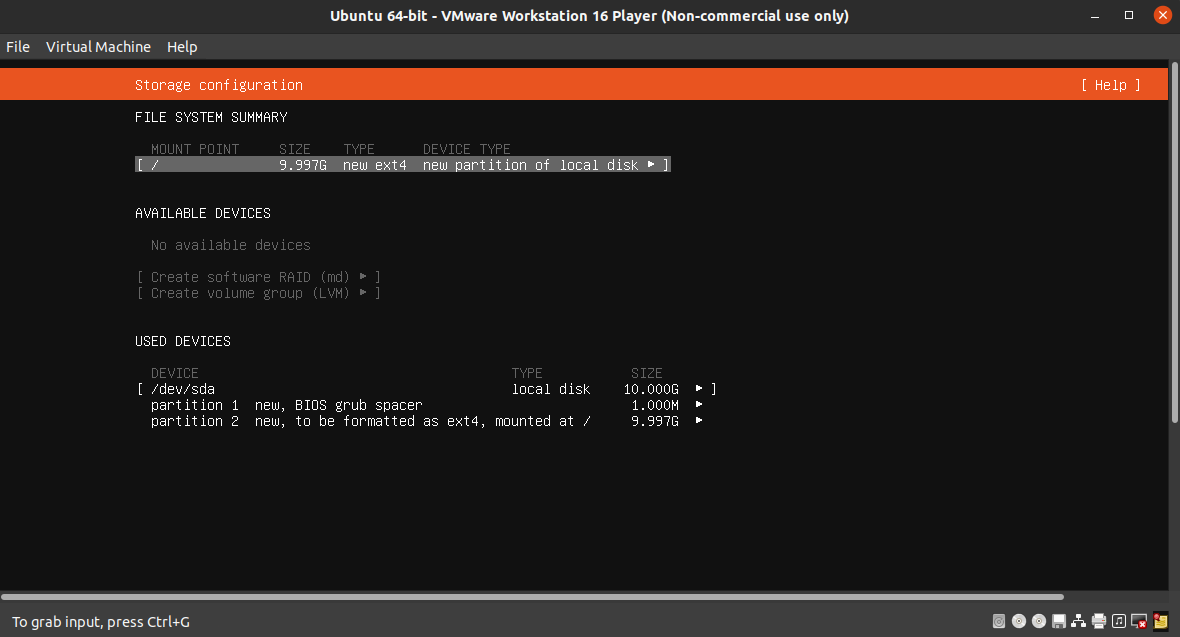 Ubuntu 64-bit - VMware Workstation 16 Player (Non-commercial use only)
File Virtual Machine Help
Storage configuration [ Help ]
FILE SYSTEM SUMMARY
MOUNT POINT SIZE TYPE DEVICE TYPE
[ / 9.997G new ext4 new partition of local disk ▸ ]
AVAILABLE DEVICES
No available devices
[ Create software RAID (md) ▸ ]
[ Create volume group (LVM) ▸ ]
USED DEVICES
DEVICE TYPE SIZE
[ /dev/sda local disk 10.000G ▸ ]
partition 1 new, BIOS grub spacer 1.000M ▸
partition 2 new, to be formatted as ext4, mounted at / 9.997G ▸
To grab input, press Ctrl+G